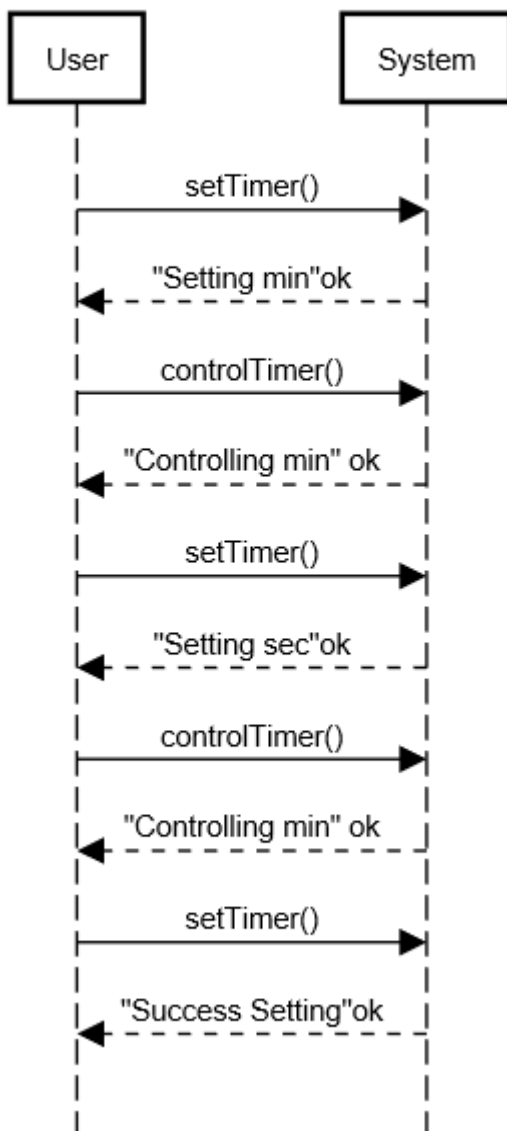 User
System
setTimer()
"Setting min"ok
controlTimer()
"Controlling min" ok
setTimer()
"Setting sec"ok
controlTimer()
"Controlling min" ok
setTimer()
"Success Setting"ok